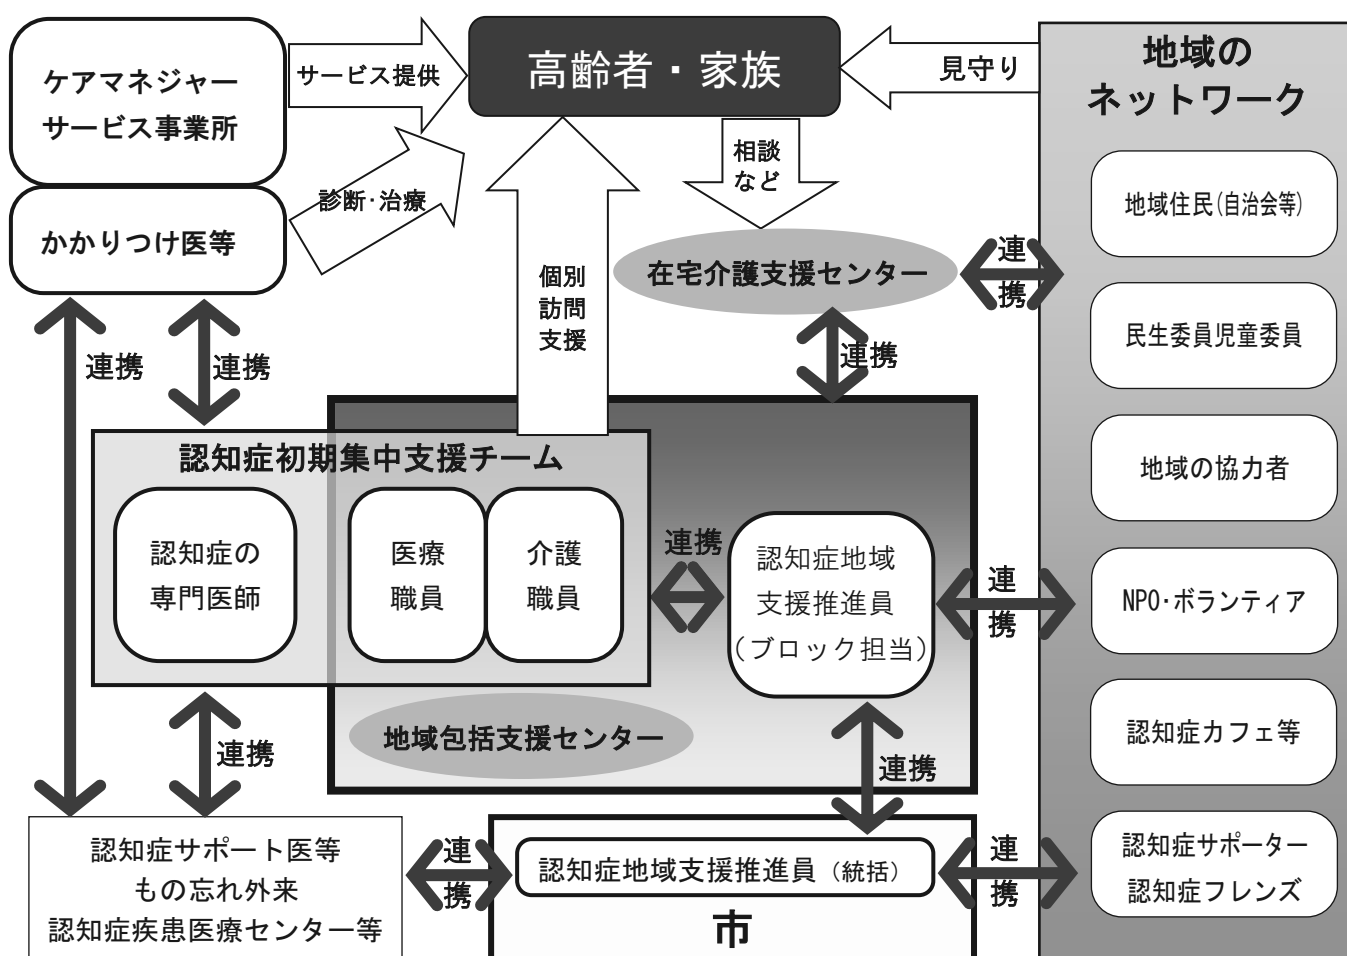 ケアマネジャー
サービス事業所
かかりつけ医等
サービス提供
診断・治療
高齢者・家族
見守り
相談
など
個別
訪問
支援
在宅介護支援センター
連
携
連携
連携
連携
地域の
ネットワーク
地域住民(自治会等)
民生委員児童委員
地域の協力者
NPO・ボランティア
認知症カフェ等
認知症サポーター
認知症フレンズ
認知症初期集中支援チーム
認知症の
専門医師
医療
職員
介護
職員
連携
認知症地域
支援推進員
(ブロック担当)
連
携
地域包括支援センター
連携
連携
認知症サポート医等
もの忘れ外来
認知症疾患医療センター等
連
携
認知症地域支援推進員（統括）
市
連
携